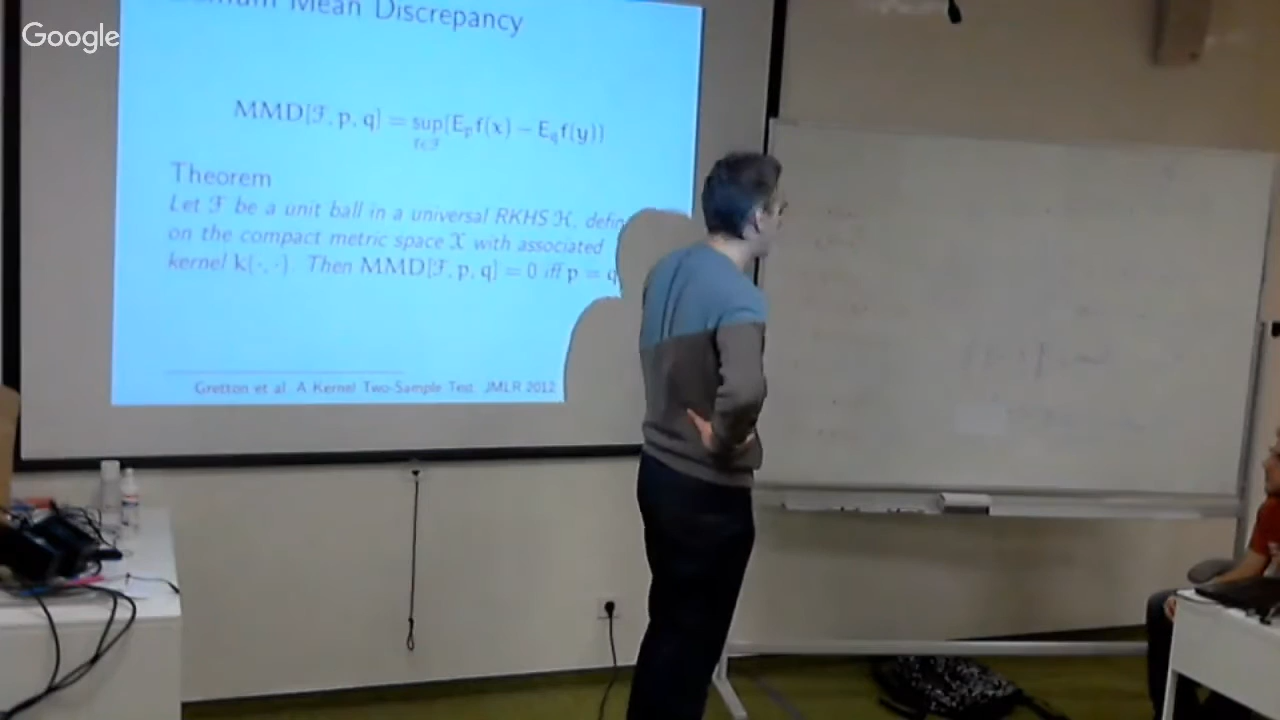 Google
Mean Discrepancy
MMD[ℱ, p, q] = sup(E_p f(x) − E_q f(y))
f∈ℱ
Theorem
Let ℱ be a unit ball in a universal RKHS ℋ, defin
on the compact metric space 𝒳 with associated
kernel k(·, ·). Then MMD[ℱ, p, q] = 0 iff p = q
Gretton et al. A Kernel Two-Sample Test. JMLR 2012